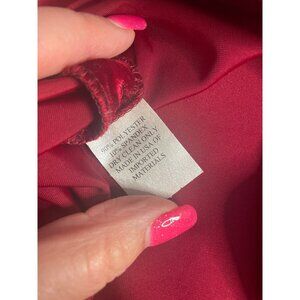 90% POLYESTER
10% SPANDEX
DRY CLEAN ONLY
MADE IN USA OF
IMPORTED
MATERIALS